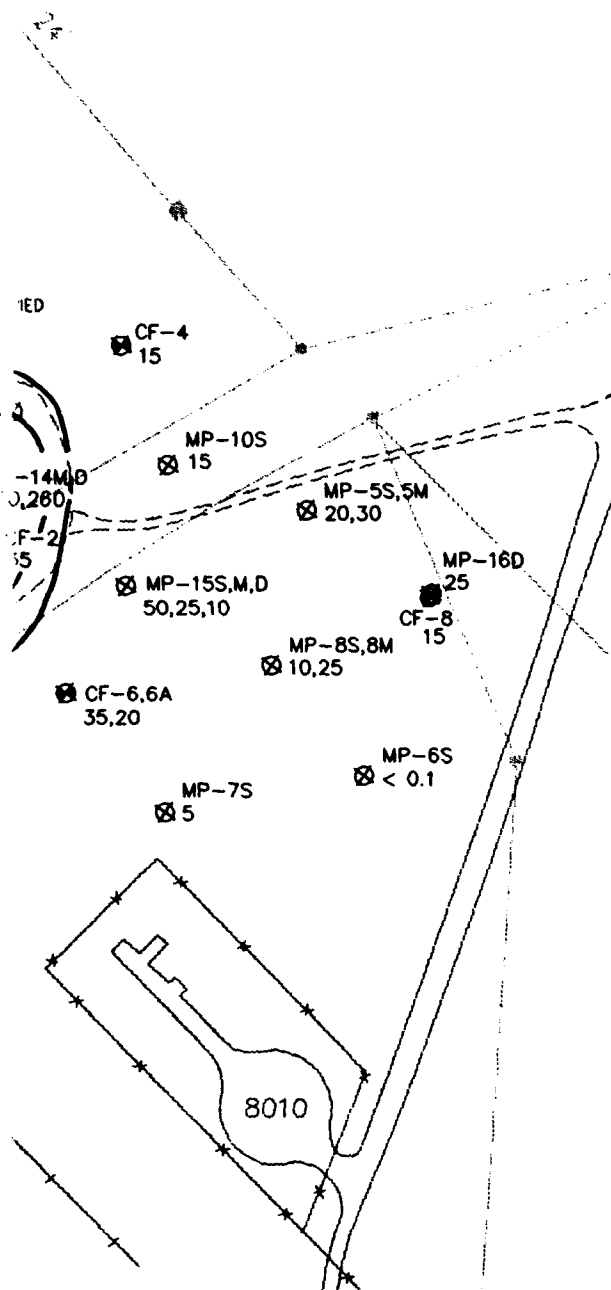 24
CF-4
15
MP-10S
15
-14M,D
,260
MP-5S,5M
20,30
MP-16D
25
CF-8
15
MP-15S,M,D
50,25,10
MP-8S,8M
10,25
CF-6,6A
35,20
MP-6S
< 0.1
MP-7S
5
8010